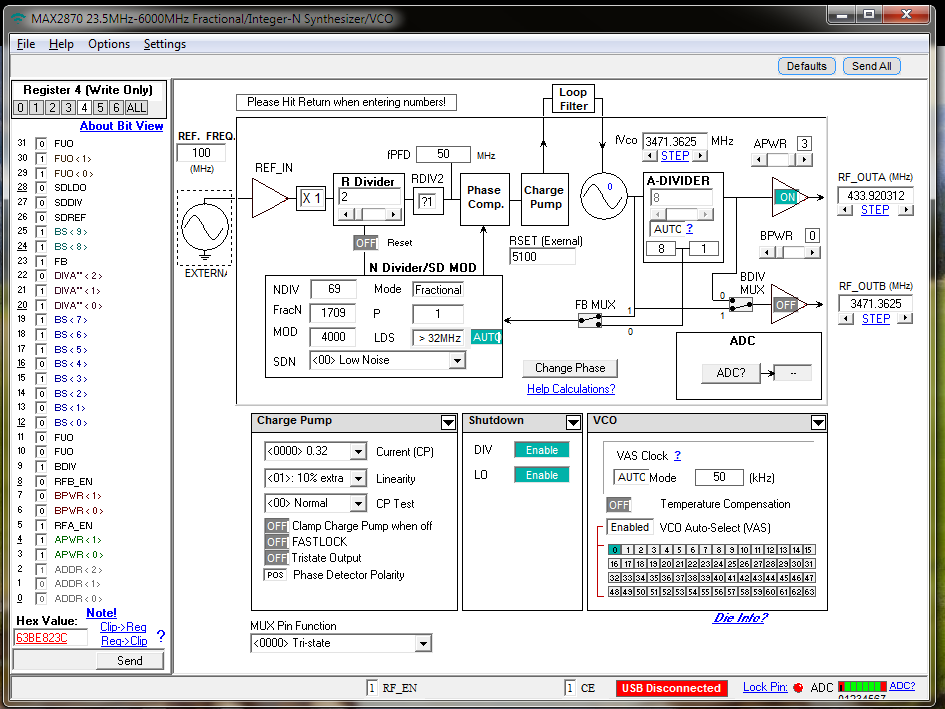 MAX2870 23.5MHz-6000MHz Fractional/Integer-N Synthesizer/VCO
File Help Options Settings
Defaults Send All
Register 4 (Write Only)
0 1 2 3 4 5 6 ALL
About Bit View
31 0 FUO
30 1 FUO<1>
29 1 FUO<0>
28 0 SDLDO
27 0 SDDIV
26 0 SDREF
25 1 BS<9>
24 1 BS<8>
23 1 FB
22 0 DIVA**<2>
21 1 DIVA**<1>
20 1 DIVA**<0>
19 1 BS<7>
18 1 BS<6>
17 1 BS<5>
16 0 BS<4>
15 1 BS<3>
14 0 BS<2>
13 0 BS<1>
12 0 BS<0>
11 0 FUO
10 0 FUO
9 1 BDIV
8 0 RFB_EN
7 0 BPWR<1>
6 0 BPWR<0>
5 1 RFA_EN
4 1 APWR<1>
3 1 APWR<0>
2 1 ADDR<2>
1 0 ADDR<1>
0 0 ADDR<0>
Note!
Hex Value: Clip->Reg
63BE823C Reg->Clip ?
Send
Please Hit Return when entering numbers!
Loop
Filter
REF. FREQ.
100
(MHz)
EXTERNA
REF_IN
X 1
fPFD 50 MHz
R Divider
2
RDIV2
?1
OFF Reset
Phase
Comp.
Charge
Pump
RSET (Exernal)
5100
fVco 3471.3625 MHz
STEP
0
A-DIVIDER
8
AUTO ?
8 1
APWR 3
ON
RF_OUTA (MHz)
433.920312
STEP
BPWR 0
BDIV
MUX
0
1
OFF
RF_OUTB (MHz)
3471.3625
STEP
N Divider/SD MOD
NDIV 69 Mode Fractional
FracN 1709 P 1
MOD 4000 LDS > 32MHz AUTO
SDN <00> Low Noise
FB MUX
1
0
Change Phase
Help Calculations?
ADC
ADC? --
Charge Pump
<0000> 0.32 Current (CP)
<01>: 10% extra Linearity
<00> Normal CP Test
OFF Clamp Charge Pump when off
OFF FASTLOCK
OFF Tristate Output
POS Phase Detector Polarity
Shutdown
DIV Enable
LO Enable
VCO
VAS Clock ?
AUTO Mode 50 (kHz)
OFF Temperature Compensation
Enabled VCO Auto-Select (VAS)
0 1 2 3 4 5 6 7 8 9 10 11 12 13 14 15
16 17 18 19 20 21 22 23 24 25 26 27 28 29 30 31
32 33 34 35 36 37 38 39 40 41 42 43 44 45 46 47
48 49 50 51 52 53 54 55 56 57 58 59 60 61 62 63
Die Info?
MUX Pin Function
<0000> Tri-state
1 RF_EN 1 CE USB Disconnected Lock Pin: ADC ADC?
01234567